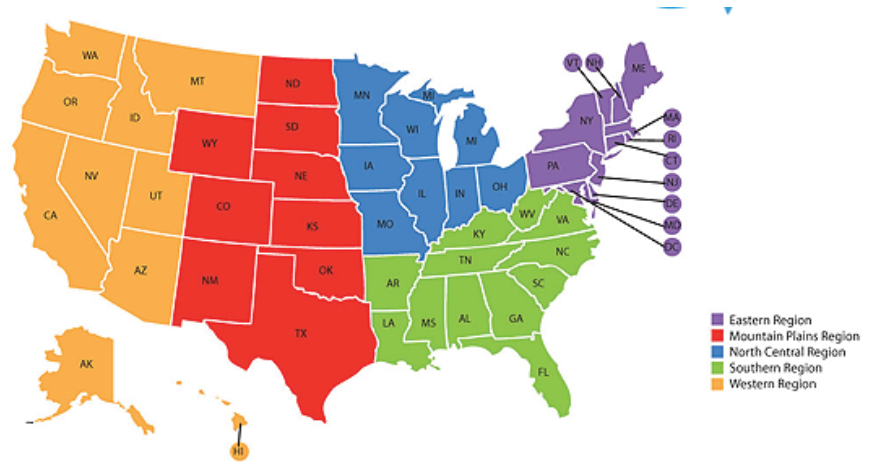 WA
OR
ID
MT
NV
UT
CA
AZ
ND
SD
WY
NE
CO
KS
NM
OK
TX
MN
MI
WI
MI
IA
IL
IN
OH
MO
VT
NH
ME
NY
MA
RI
CT
PA
NJ
DE
MD
DC
WV
VA
KY
NC
TN
SC
AR
LA
MS
AL
GA
FL
AK
HI
Eastern Region
Mountain Plains Region
North Central Region
Southern Region
Western Region